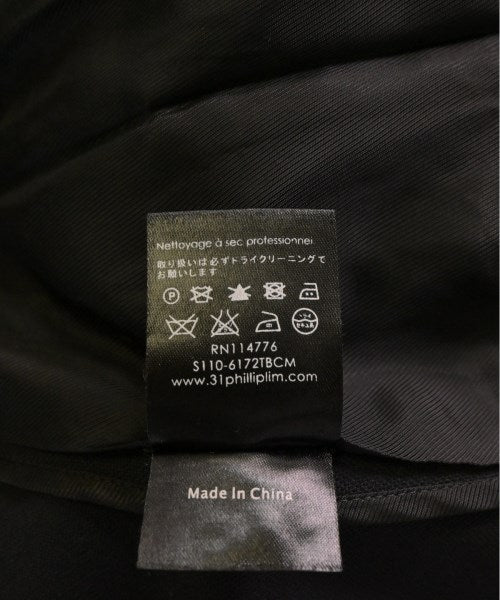 Nettoyage à sec professionnel
取り扱いは必ずドライクリーニングで
お願いします
P
RN114776
S110-6172TBCM
www.31philliplim.com
Made In China